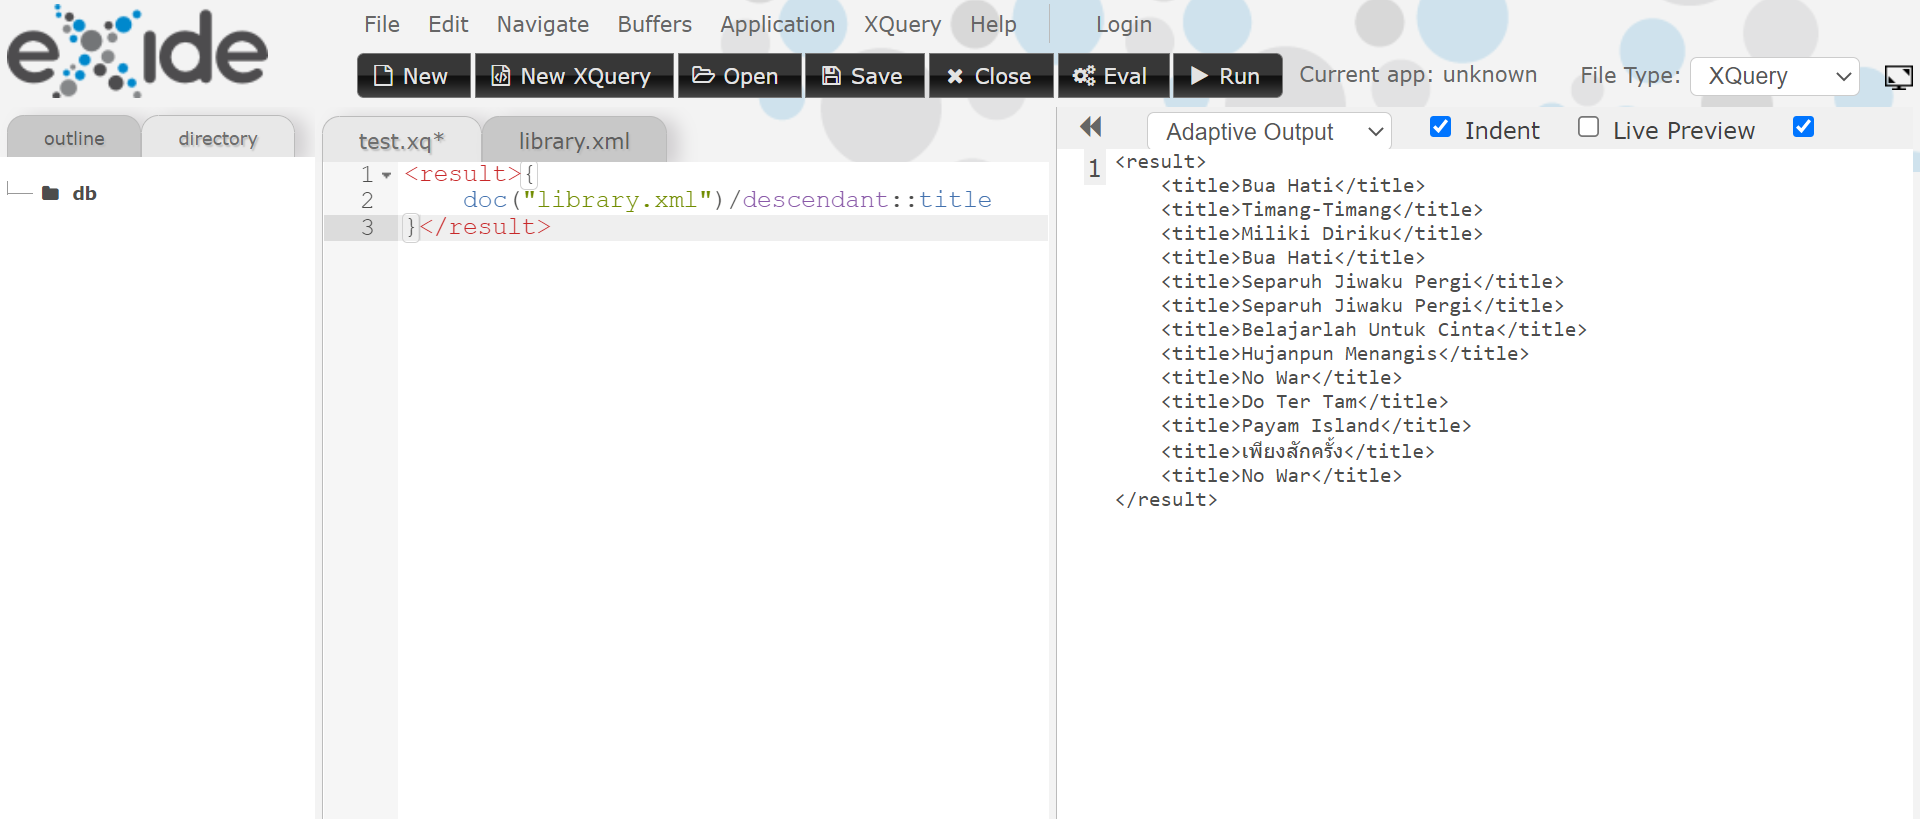 eXide
File Edit Navigate Buffers Application XQuery Help Login
New New XQuery Open Save Close Eval Run Current app: unknown File Type: XQuery
outline directory
db
test.xq* library.xml
1 <result>{
2 doc("library.xml")/descendant::title
3 }</result>
Adaptive Output Indent Live Preview
1 <result>
<title>Bua Hati</title>
<title>Timang-Timang</title>
<title>Miliki Diriku</title>
<title>Bua Hati</title>
<title>Separuh Jiwaku Pergi</title>
<title>Separuh Jiwaku Pergi</title>
<title>Belajarlah Untuk Cinta</title>
<title>Hujanpun Menangis</title>
<title>No War</title>
<title>Do Ter Tam</title>
<title>Payam Island</title>
<title>เพียงสักครั้ง</title>
<title>No War</title>
</result>